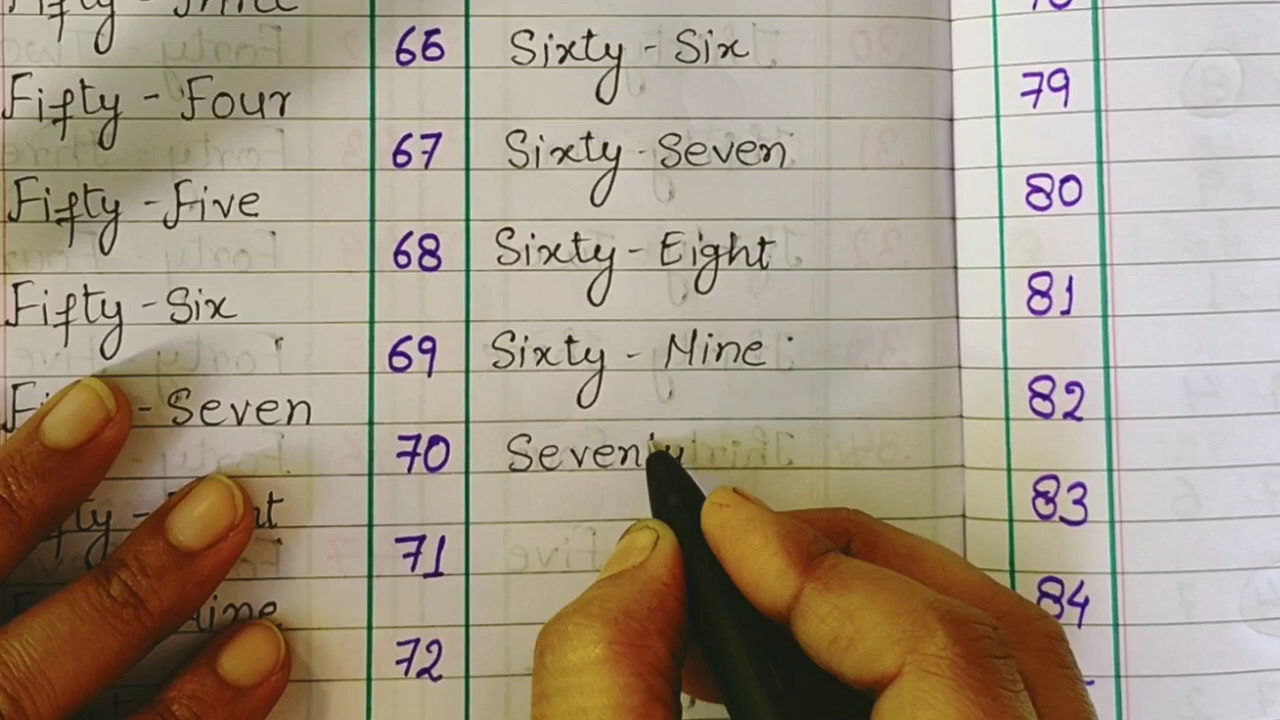 Fifty - Four
Fifty - Five
Fifty - Six
- Seven
66 Sixty - Six
67 Sixty - Seven
68 Sixty - Eight
69 Sixty - Nine
70 Seventy
71
72
79
80
81
82
83
84